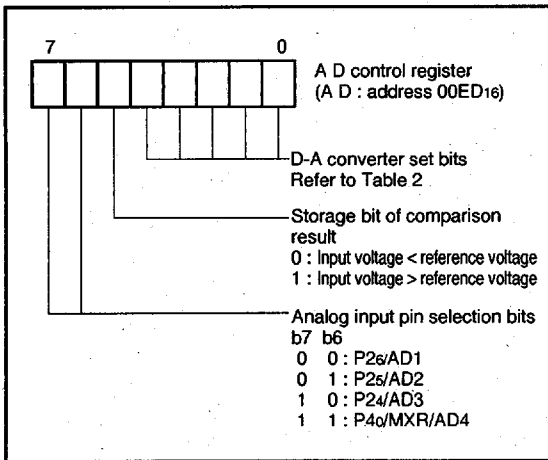 7 0
A D control register
(A D : address 00ED16)
D-A converter set bits
Refer to Table 2
Storage bit of comparison
result
0 : Input voltage < reference voltage
1 : Input voltage > reference voltage
Analog input pin selection bits
b7 b6
0 0 : P26/AD1
0 1 : P25/AD2
1 0 : P24/AD3
1 1 : P40/MXR/AD4